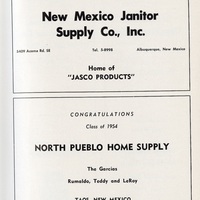 New Mexico Janitor
Supply Co., Inc.
Tel. 3-8998
Albuquerque, New Mexico
Home of
"JASCO PRODUCTS"
CONGRATULATIONS
Class of 1954
NORTH PUEBLO HOME SUPPLY
The Garcias
Rumaldo, Teddy and LaRoy
TAOS, NEW MEXICO